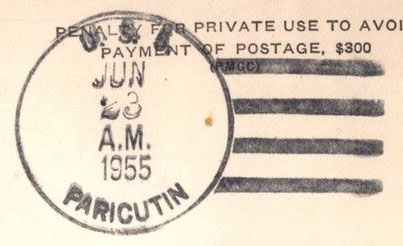 PENALTY FOR PRIVATE USE TO AVOI
PAYMENT OF POSTAGE, $300
(PMGC)
U.S.S.
JUN
23
A.M.
1955
PARICUTIN